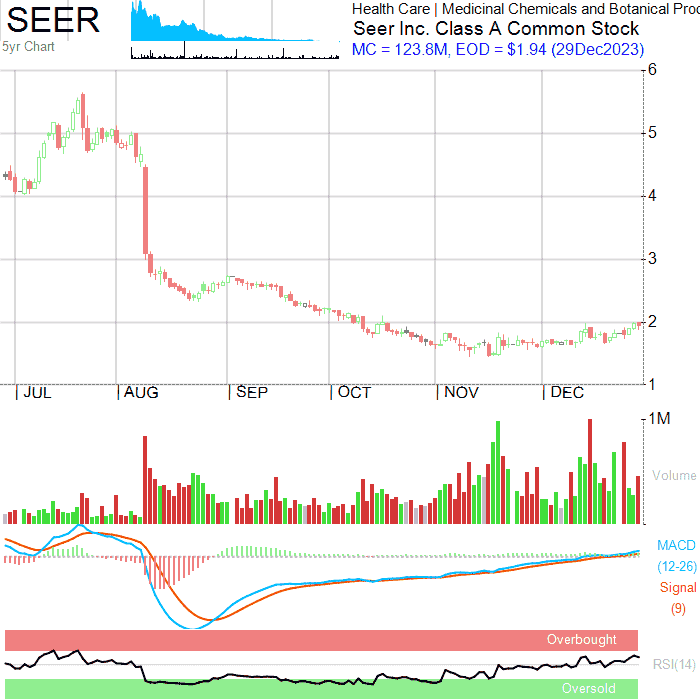 SEER
5yr Chart
Health Care | Medicinal Chemicals and Botanical Proc
Seer Inc. Class A Common Stock
MC = 123.8M, EOD = $1.94 (29Dec2023)
6
5
4
3
2
1
JUL AUG SEP OCT NOV DEC
1M
Volume
MACD
(12-26)
Signal
(9)
Overbought
RSI(14)
Oversold